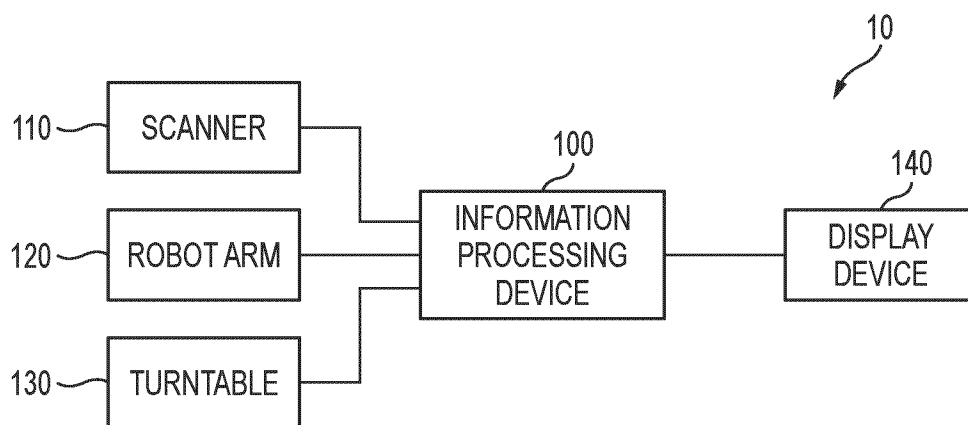 10
110
SCANNER
100
140
INFORMATION
PROCESSING
DEVICE
DISPLAY
DEVICE
120
ROBOT ARM
130
TURNTABLE